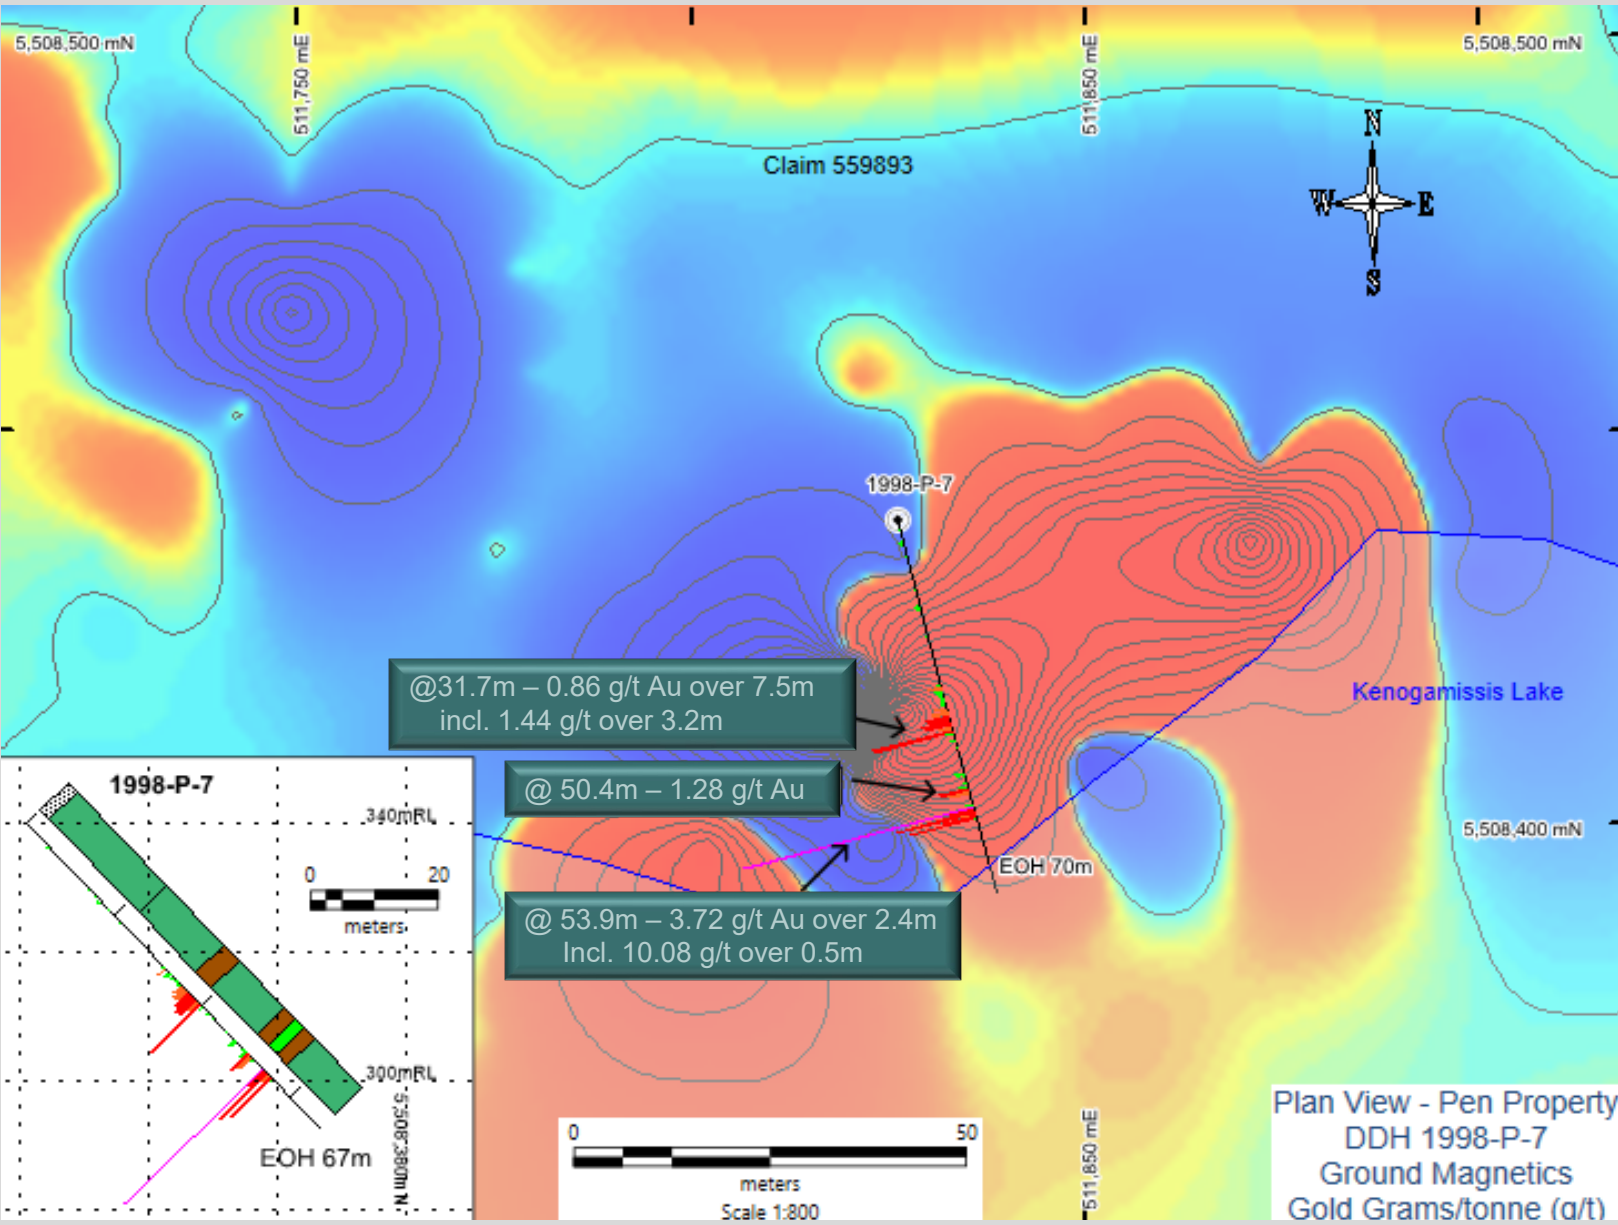 5,508,500 mN
511,750 mE
511,850 mE
5,508,500 mN
Claim 559893
N
W
E
S
1998-P-7
@31.7m – 0.86 g/t Au over 7.5m
incl. 1.44 g/t over 3.2m
Kenogamissis Lake
@ 50.4m – 1.28 g/t Au
5,508,400 mN
EOH 70m
@ 53.9m – 3.72 g/t Au over 2.4m
Incl. 10.08 g/t over 0.5m
1998-P-7
340mRL
0 20
meters
300mRL
5,508,380m N
EOH 67m
0 50
meters
Scale 1:800
511,850 mE
Plan View - Pen Property
DDH 1998-P-7
Ground Magnetics
Gold Grams/tonne (g/t)